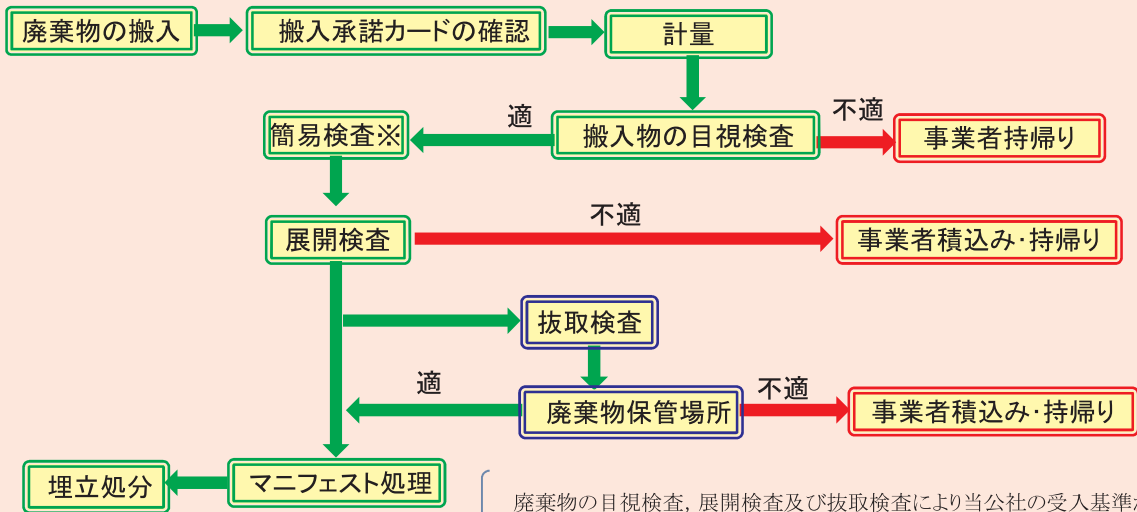 廃棄物の搬入
搬入承諾カードの確認
計量
適
搬入物の目視検査
不適
事業者持帰り
簡易検査※
展開検査
不適
事業者積込み・持帰り
抜取検査
適
廃棄物保管場所
不適
事業者積込み・持帰り
埋立処分
マニフェスト処理
廃棄物の目視検査，展開検査及び抜取検査により当公社の受入基準